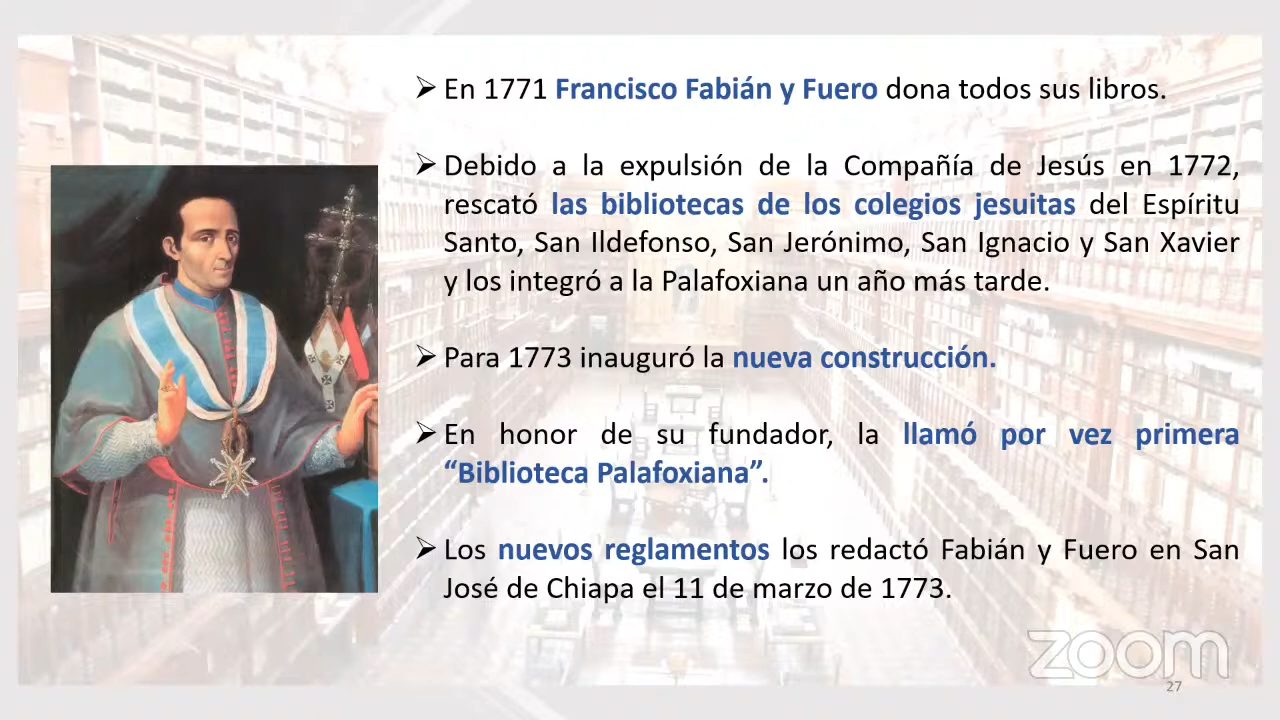 ➢ En 1771 Francisco Fabián y Fuero dona todos sus libros.
➢ Debido a la expulsión de la Compañía de Jesús en 1772,
rescató las bibliotecas de los colegios jesuitas del Espíritu
Santo, San Ildefonso, San Jerónimo, San Ignacio y San Xavier
y los integró a la Palafoxiana un año más tarde.
➢ Para 1773 inauguró la nueva construcción.
➢ En honor de su fundador, la llamó por vez primera
“Biblioteca Palafoxiana”.
➢ Los nuevos reglamentos los redactó Fabián y Fuero en San
José de Chiapa el 11 de marzo de 1773.
zoom
27